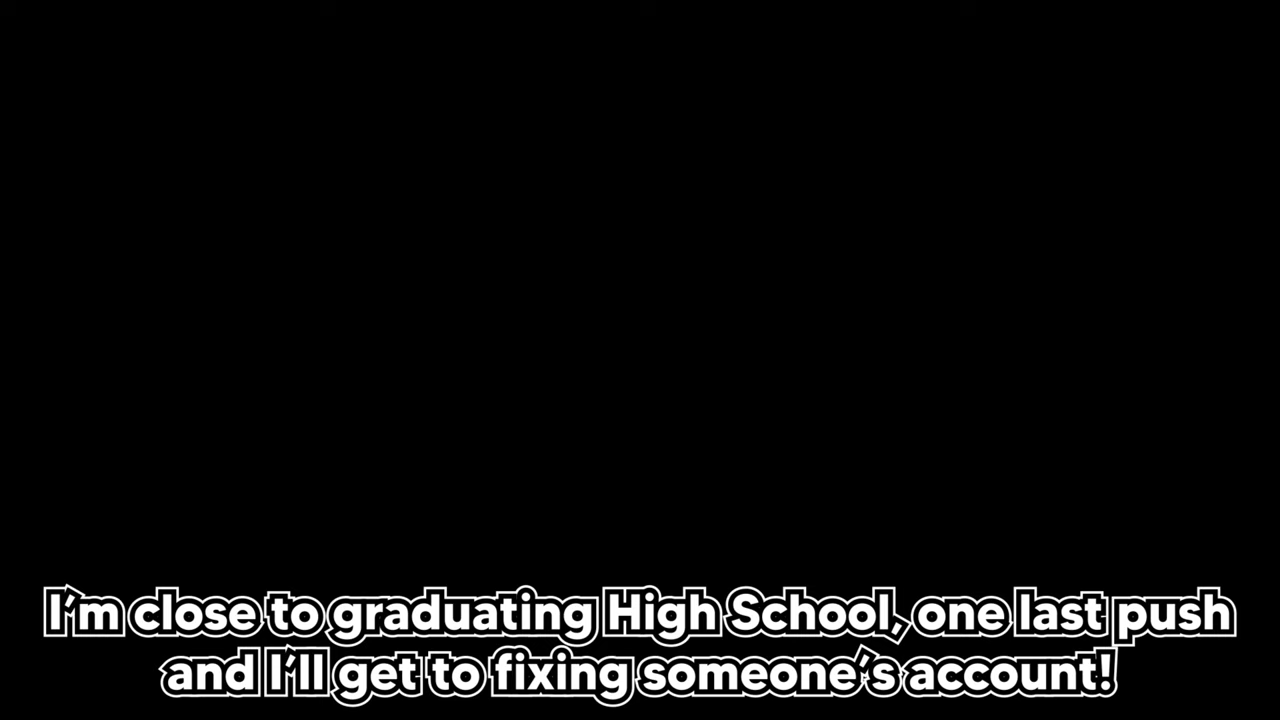 I’m close to graduating High School, one last push
and I’ll get to fixing someone’s account!